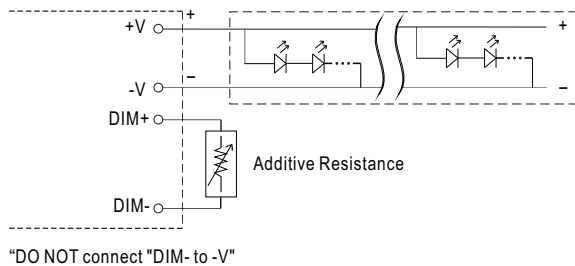 +
+V
+
-V
−
−
DIM+
Additive Resistance
DIM-
“DO NOT connect "DIM- to -V"